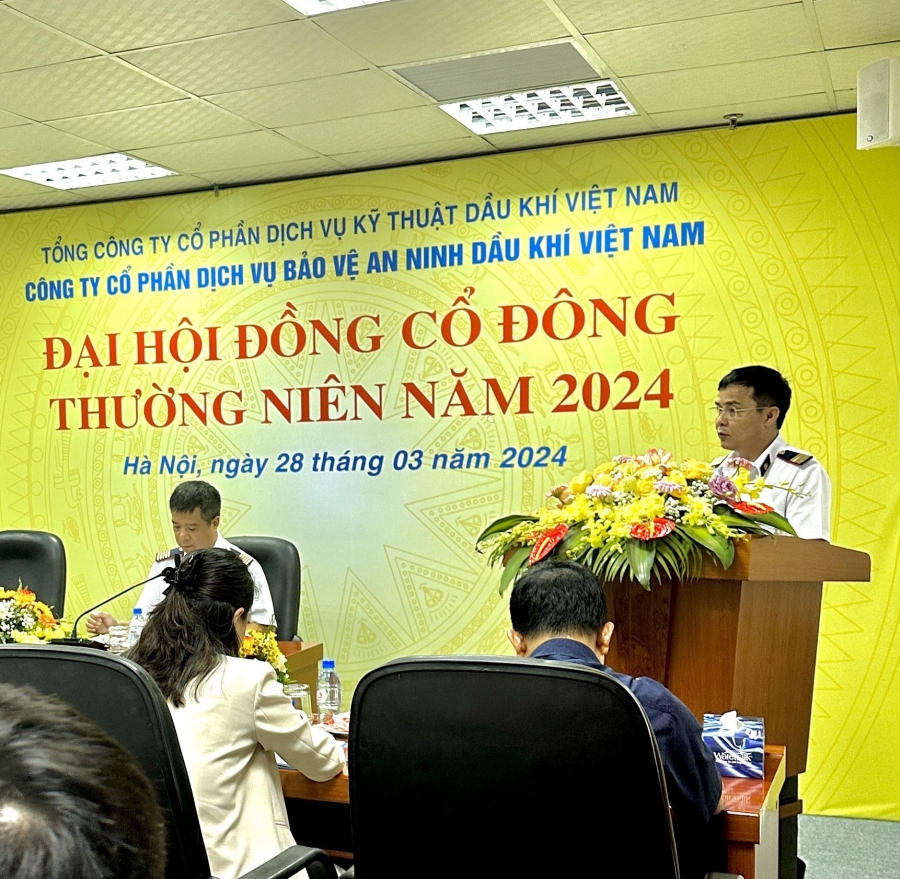 TỔNG CÔNG TY CỔ PHẦN DỊCH VỤ KỸ THUẬT DẦU KHÍ VIỆT NAM
CÔNG TY CỔ PHẦN DỊCH VỤ BẢO VỆ AN NINH DẦU KHÍ VIỆT NAM
ĐẠI HỘI ĐỒNG CỔ ĐÔNG
THƯỜNG NIÊN NĂM 2024
Hà Nội, ngày 28 tháng 03 năm 2024